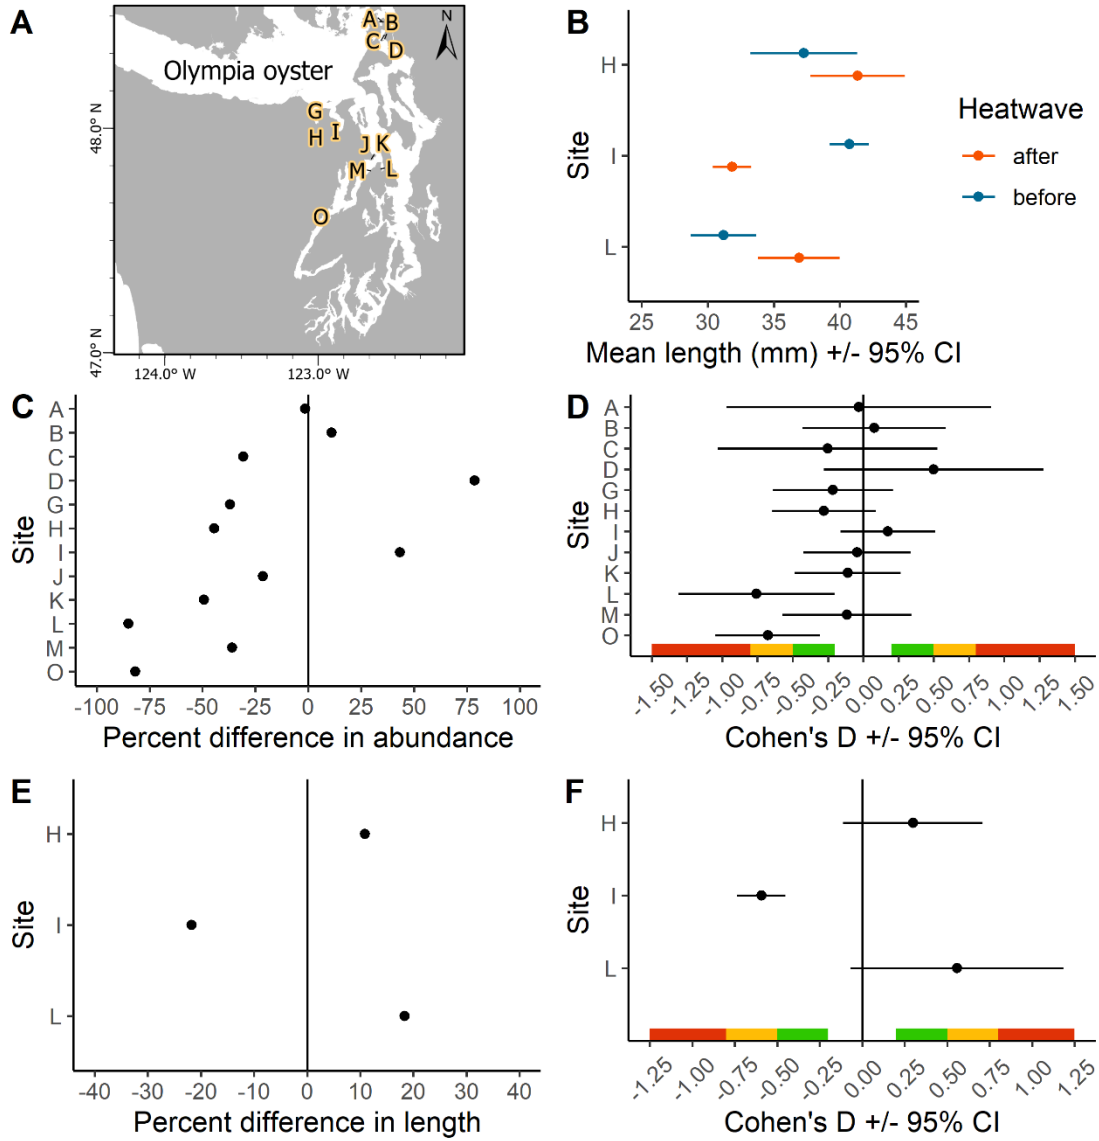 A
N
A
B
C
D
Olympia oyster
G
H
I
J
K
L
M
O
48.0° N
47.0° N
124.0° W
123.0° W
B
H
I
L
Site
25
30
35
40
45
Mean length (mm) +/- 95% CI
Heatwave
after
before
C
A
B
C
D
G
H
I
J
K
L
M
O
Site
-100
-75
-50
-25
0
25
50
75
100
Percent difference in abundance
D
A
B
C
D
G
H
I
J
K
L
M
O
Site
-1.50
-1.25
-1.00
-0.75
-0.50
-0.25
0.00
0.25
0.50
0.75
1.00
1.25
1.50
Cohen's D +/- 95% CI
E
H
I
L
Site
-40
-30
-20
-10
0
10
20
30
40
Percent difference in length
F
H
I
L
Site
-1.25
-1.00
-0.75
-0.50
-0.25
0.00
0.25
0.50
0.75
1.00
1.25
Cohen's D +/- 95% CI